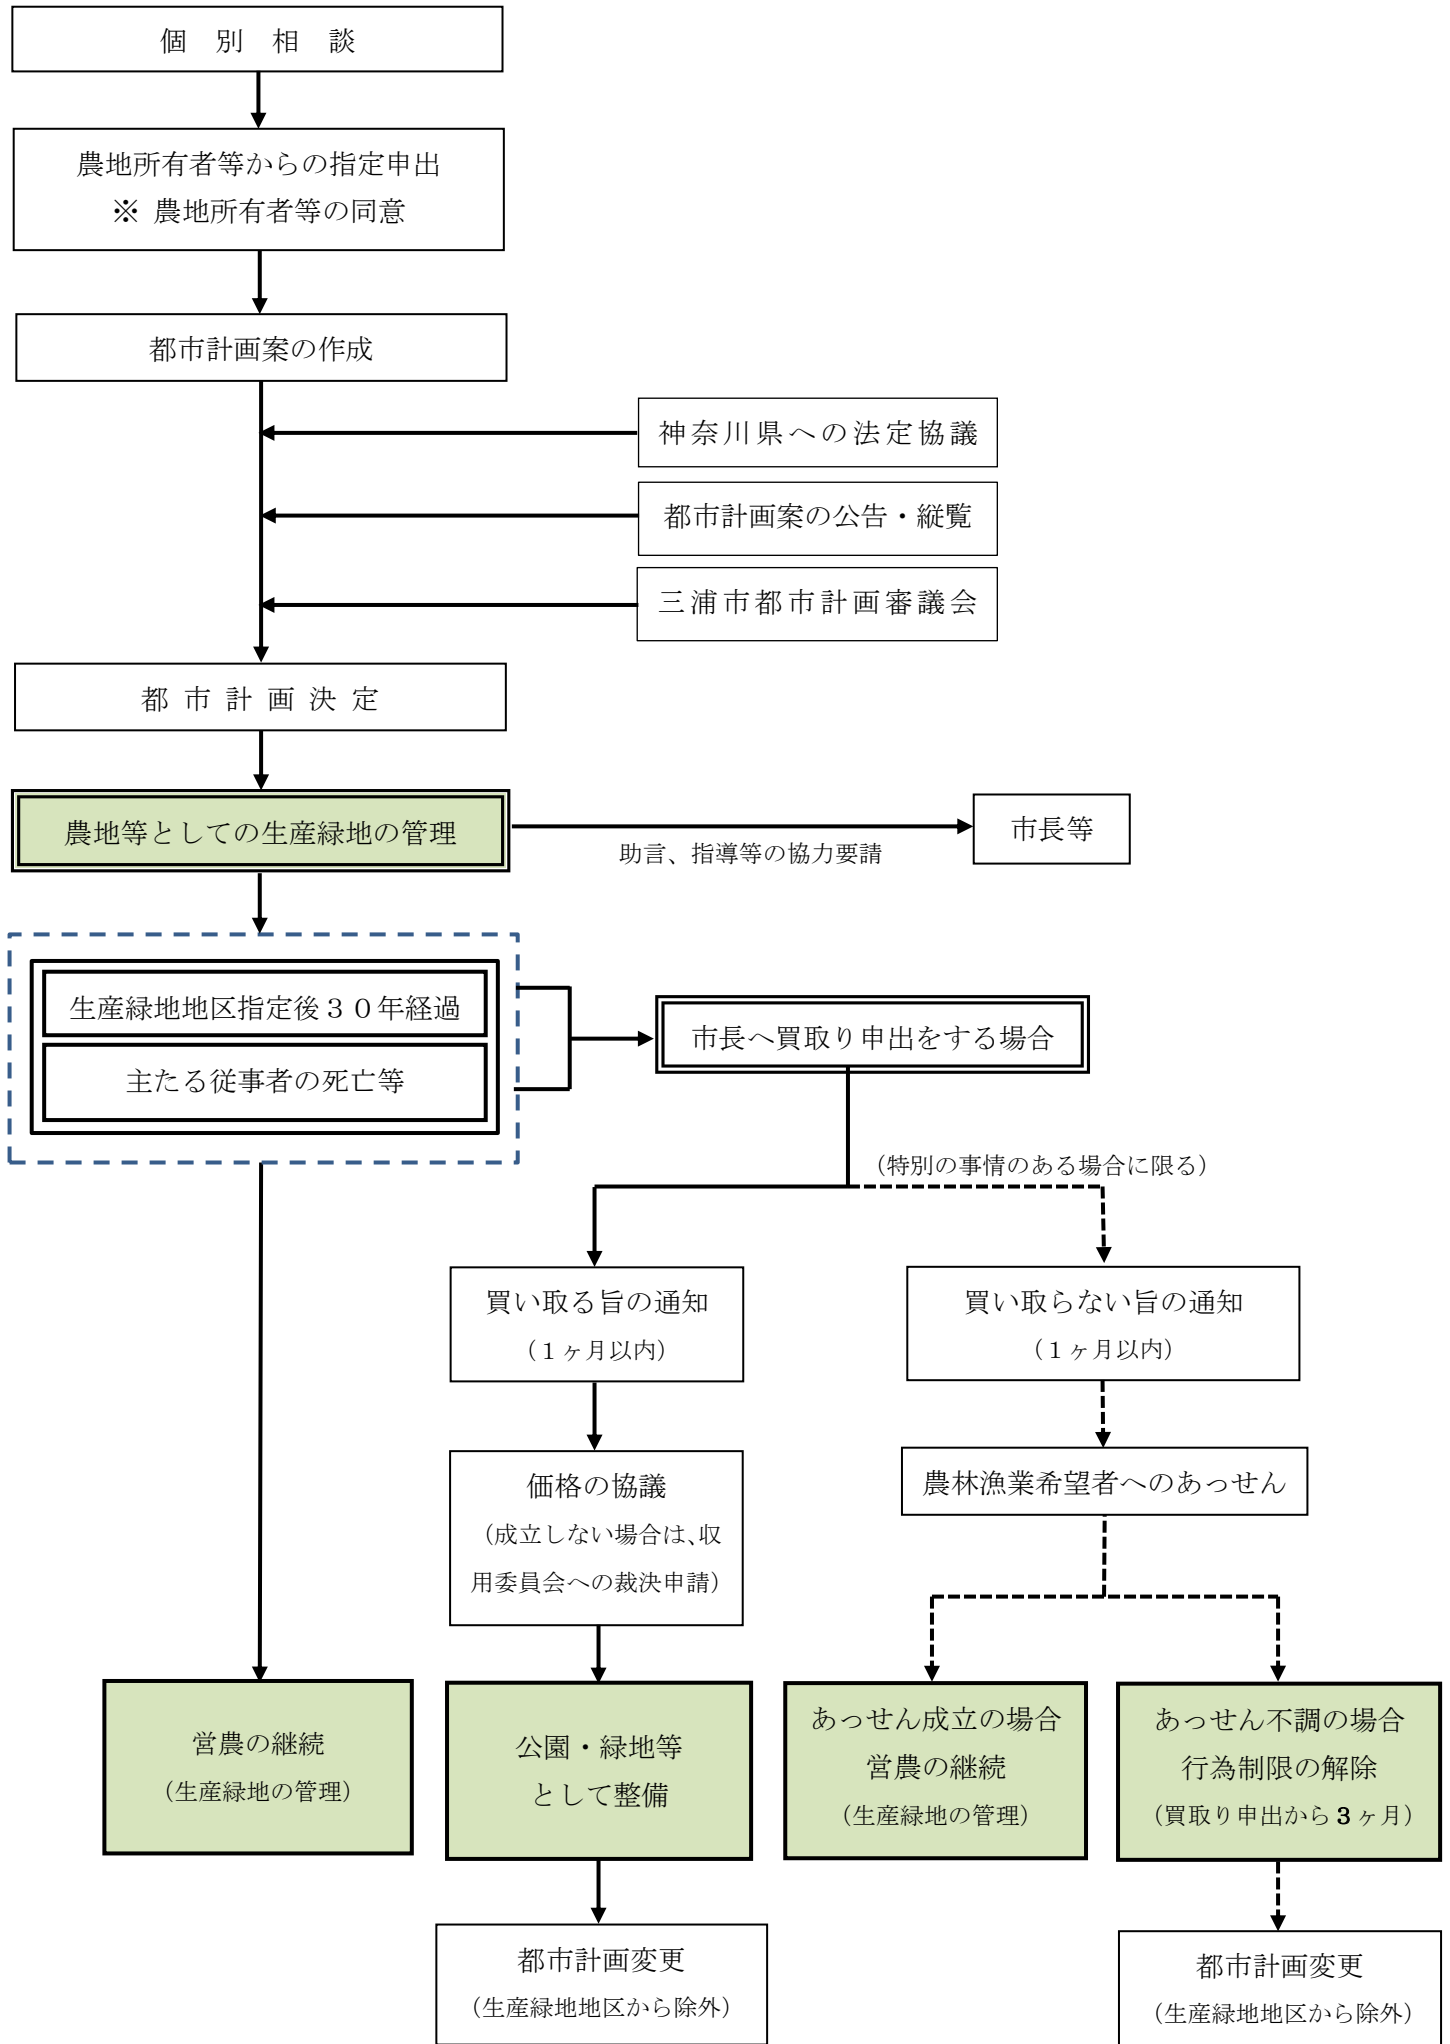 個別相談
農地所有者等からの指定申出
※ 農地所有者等の同意
都市計画案の作成
神奈川県への法定協議
都市計画案の公告・縦覧
三浦市都市計画審議会
都市計画決定
農地等としての生産緑地の管理
助言、指導等の協力要請
市長等
生産緑地地区指定後３０年経過
主たる従事者の死亡等
市長へ買取り申出をする場合
（特別の事情のある場合に限る）
買い取る旨の通知
（１ヶ月以内）
買い取らない旨の通知
（１ヶ月以内）
価格の協議
（成立しない場合は、収
用委員会への裁決申請）
農林漁業希望者へのあっせん
営農の継続
（生産緑地の管理）
公園・緑地等
として整備
あっせん成立の場合
営農の継続
（生産緑地の管理）
あっせん不調の場合
行為制限の解除
（買取り申出から３ヶ月）
都市計画変更
（生産緑地地区から除外）
都市計画変更
（生産緑地地区から除外）